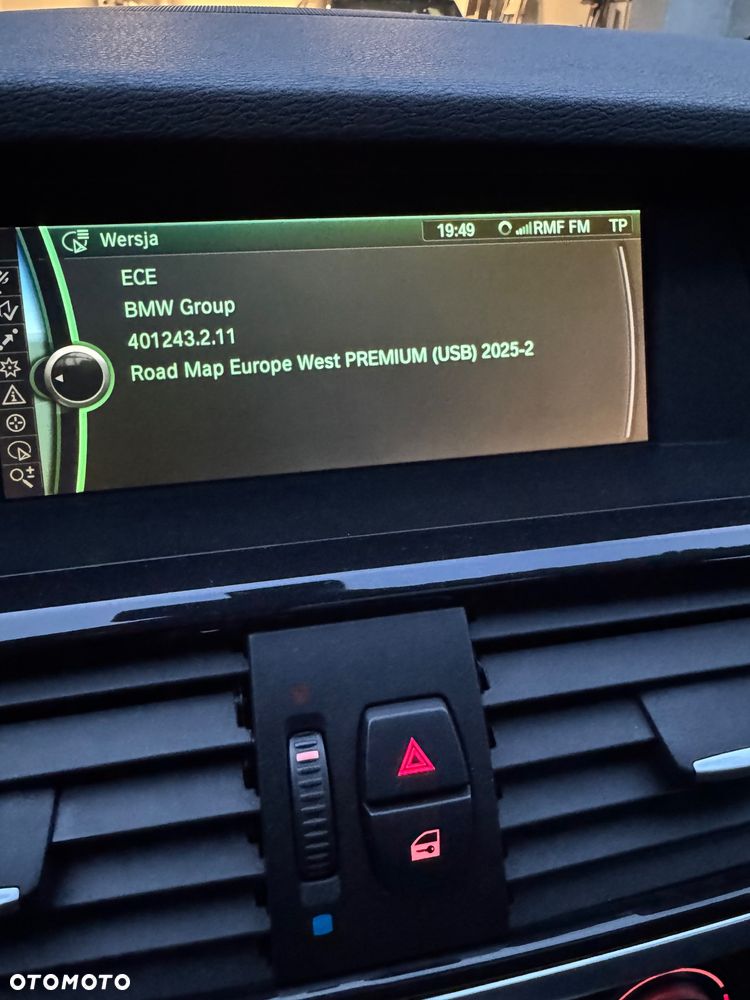 Wersja
19:49 RMF FM TP
ECE
BMW Group
401243.2.11
Road Map Europe West PREMIUM (USB) 2025-2
OTOMOTO